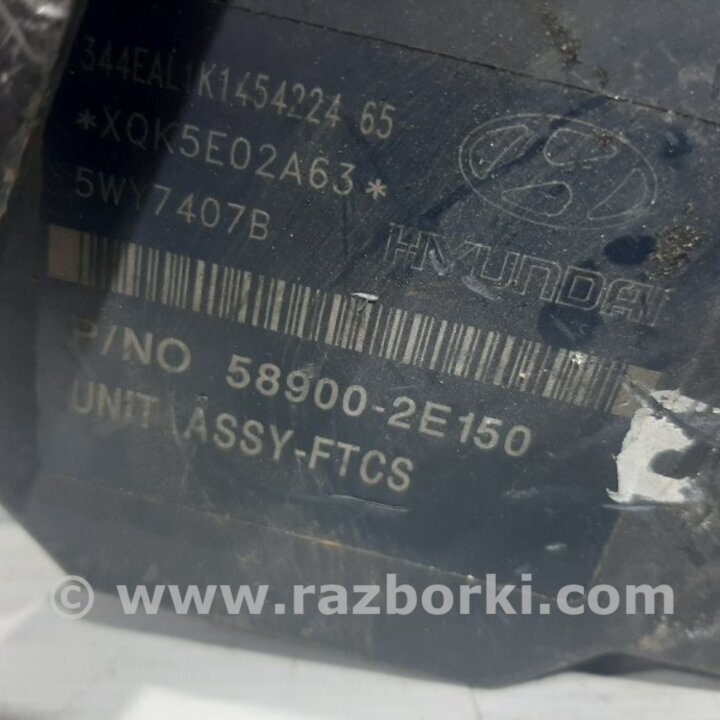 344EAL1K1454224 65
*XQK5E02A63*
5WY7407B
HYUNDAI
P/NO 58900-2E150
UNIT ASSY-FTCS
© www.razborki.com